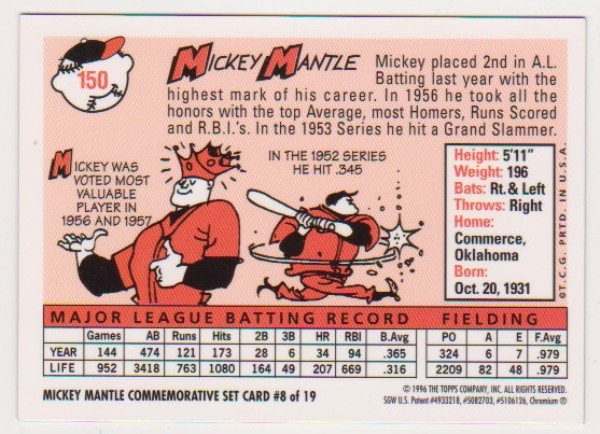 150
MICKEY MANTLE
Mickey placed 2nd in A.L.
Batting last year with the
highest mark of his career. In 1956 he took all the
honors with the top Average, most Homers, Runs Scored
and R.B.I.'s. In the 1953 Series he hit a Grand Slammer.
MICKEY WAS
VOTED MOST
VALUABLE
PLAYER IN
1956 AND 1957
IN THE 1952 SERIES
HE HIT .345
Height: 5'11"
Weight: 196
Bats: Rt. & Left
Throws: Right
Home:
Commerce,
Oklahoma
Born:
Oct. 20, 1931
©T.C.G. PRTD. IN U.S.A.
MAJOR LEAGUE BATTING RECORD FIELDING
Games AB Runs Hits 2B 3B HR RBI B.Avg PO A E F.Avg
YEAR 144 474 121 173 28 6 34 94 .365 324 6 7 .979
LIFE 952 3418 763 1080 164 49 207 669 .316 2209 82 48 .979
MICKEY MANTLE COMMEMORATIVE SET CARD #8 of 19
© 1996 THE TOPPS COMPANY, INC. ALL RIGHTS RESERVED.
SGW U.S. Patent #4933218, #5082703, #5106126, Chromium ®